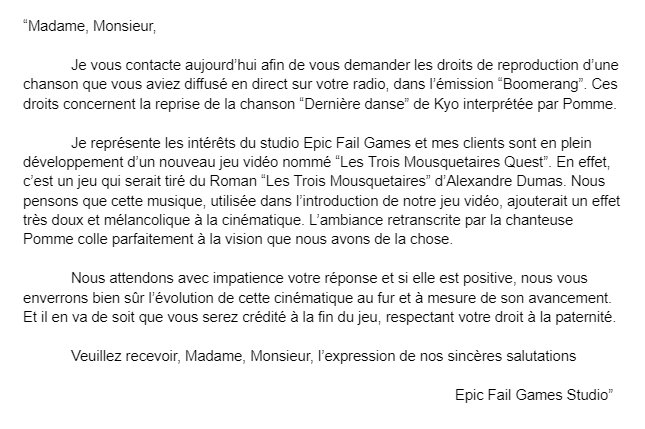 “Madame, Monsieur,
Je vous contacte aujourd’hui afin de vous demander les droits de reproduction d’une
chanson que vous aviez diffusé en direct sur votre radio, dans l’émission “Boomerang”. Ces
droits concernent la reprise de la chanson “Dernière danse” de Kyo interprétée par Pomme.
Je représente les intérêts du studio Epic Fail Games et mes clients sont en plein
développement d’un nouveau jeu vidéo nommé “Les Trois Mousquetaires Quest”. En effet,
c’est un jeu qui serait tiré du Roman “Les Trois Mousquetaires” d’Alexandre Dumas. Nous
pensons que cette musique, utilisée dans l’introduction de notre jeu vidéo, ajouterait un effet
très doux et mélancolique à la cinématique. L’ambiance retranscrite par la chanteuse
Pomme colle parfaitement à la vision que nous avons de la chose.
Nous attendons avec impatience votre réponse et si elle est positive, nous vous
enverrons bien sûr l’évolution de cette cinématique au fur et à mesure de son avancement.
Et il en va de soit que vous serez crédité à la fin du jeu, respectant votre droit à la paternité.
Veuillez recevoir, Madame, Monsieur, l’expression de nos sincères salutations
Epic Fail Games Studio”